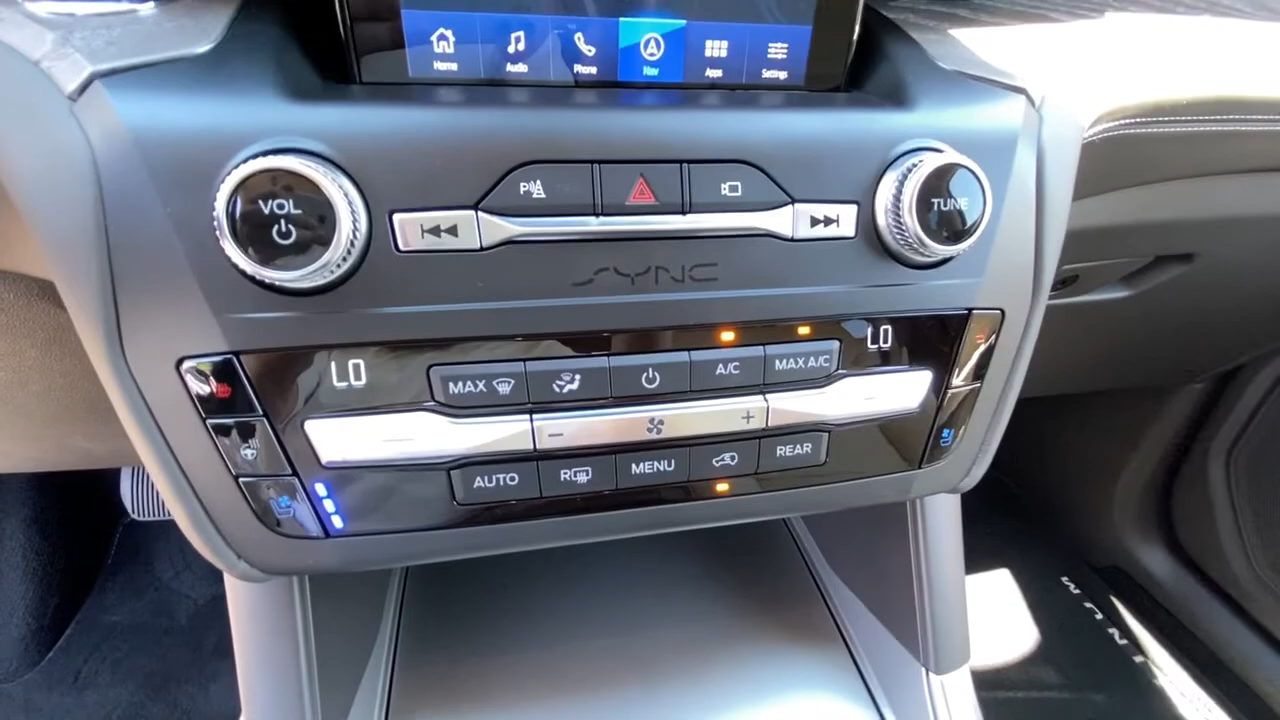 Home Audio Phone Nav Apps Settings
VOL
TUNE
P
SYNC
LO
LO
MAX
A/C
MAX A/C
AUTO
R
MENU
REAR